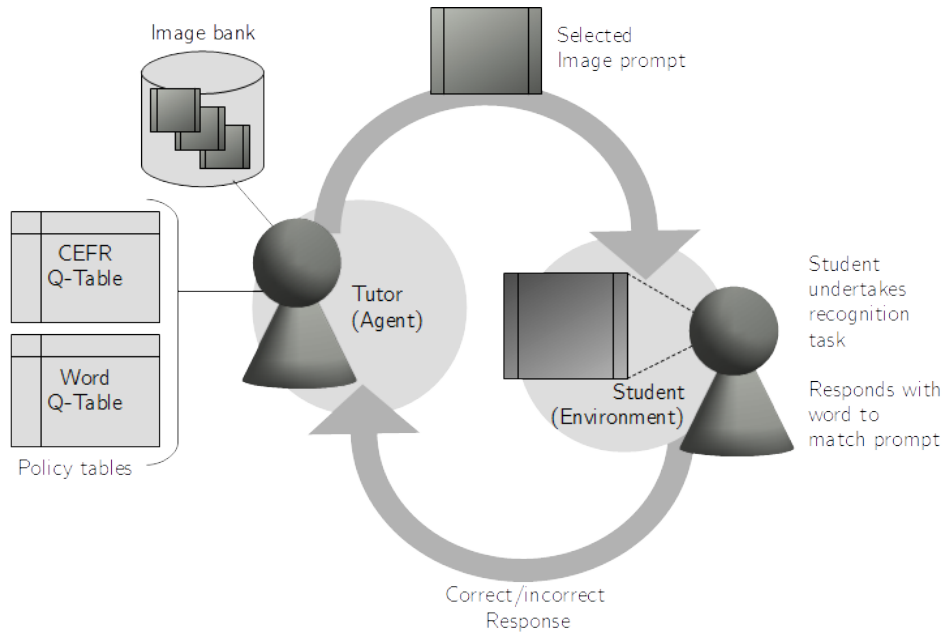 Image bank
Selected
Image prompt
CEFR
Q-Table
Word
Q-Table
Policy tables
Tutor
(Agent)
Student
(Environment)
Student
undertakes
recognition
task
Responds with
word to
match prompt
Correct/incorrect
Response